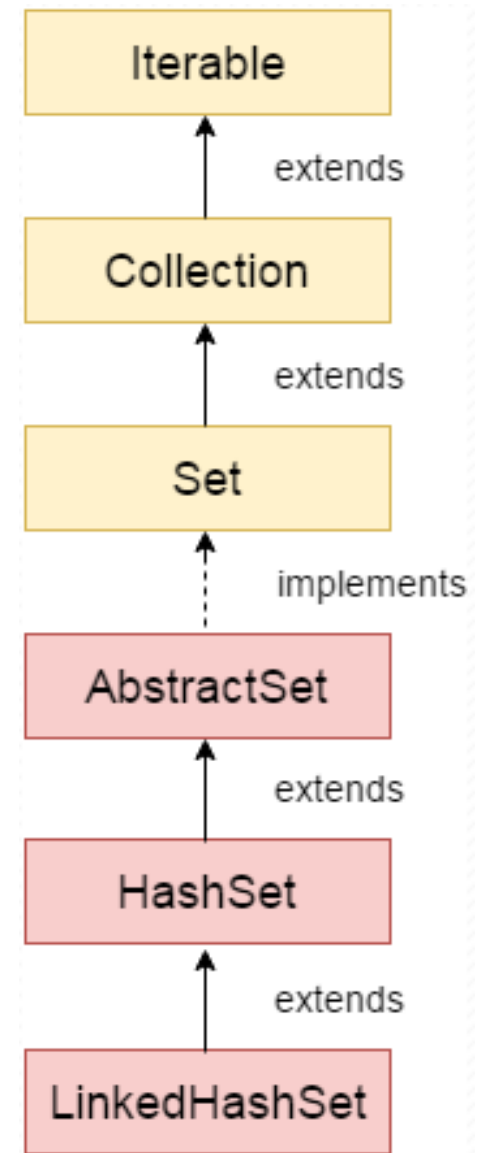 Iterable
extends
Collection
extends
Set
implements
AbstractSet
extends
HashSet
extends
LinkedHashSet